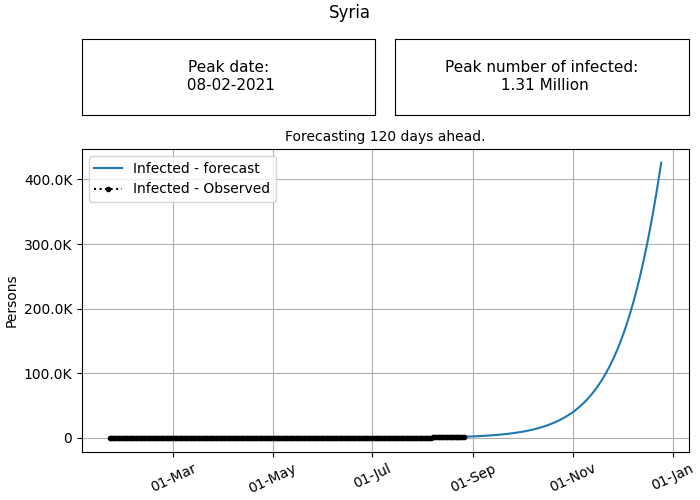 Syria
Peak date:
08-02-2021
Peak number of infected:
1.31 Million
Forecasting 120 days ahead.
Infected - forecast
Infected - Observed
400.0K
300.0K
200.0K
100.0K
0
Persons
01-Mar
01-May
01-Jul
01-Sep
01-Nov
01-Jan